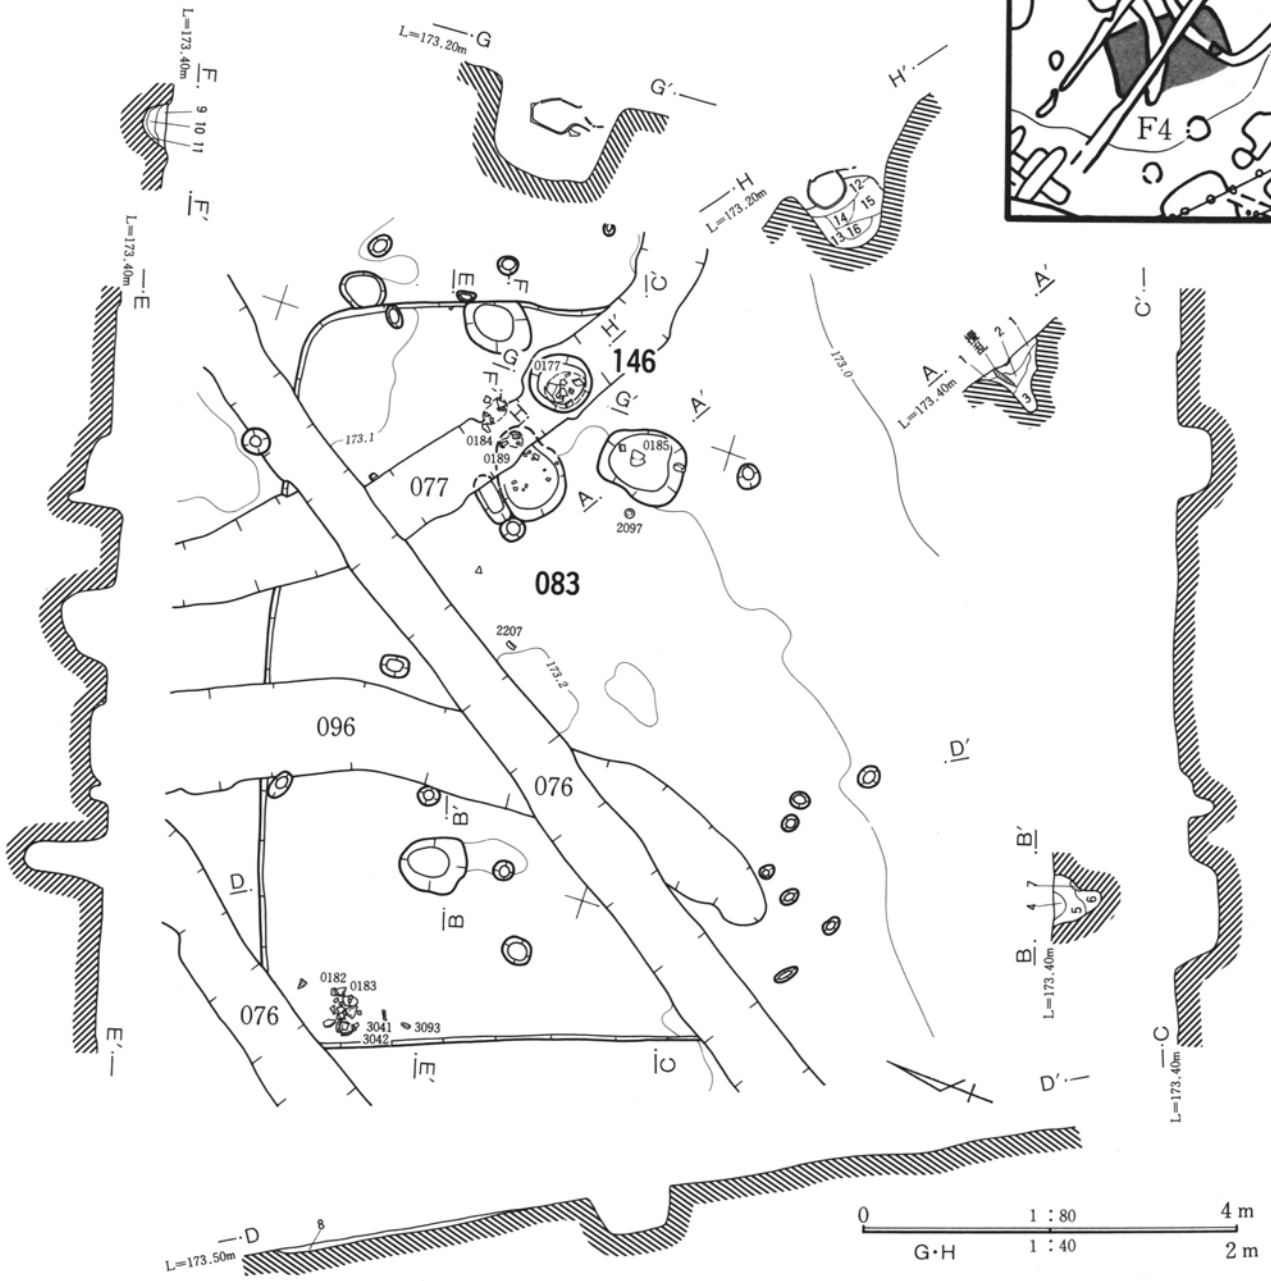 L=173.40m
F
9
10
11
F'
L=173.20m
G
G'
H'
H
L=173.20m
12
14
15
13
16
F4
L=173.40m
E
E
F
C'
H'
146
G
0177
F'
H
G'
A'
0184
0189
0185
173.1
077
A
2097
083
2207
173.2
173.0
A'
1
2
1
撹乱
A
L=173.40m
3
C'
096
076
D'
B'
D
B
B'
7
4
5
6
B
L=173.40m
0182
0183
076
3041
3093
3042
E'
E'
C
D'
C
L=173.40m
D
L=173.50m
8
0
1:80
4m
G・H
1:40
2m